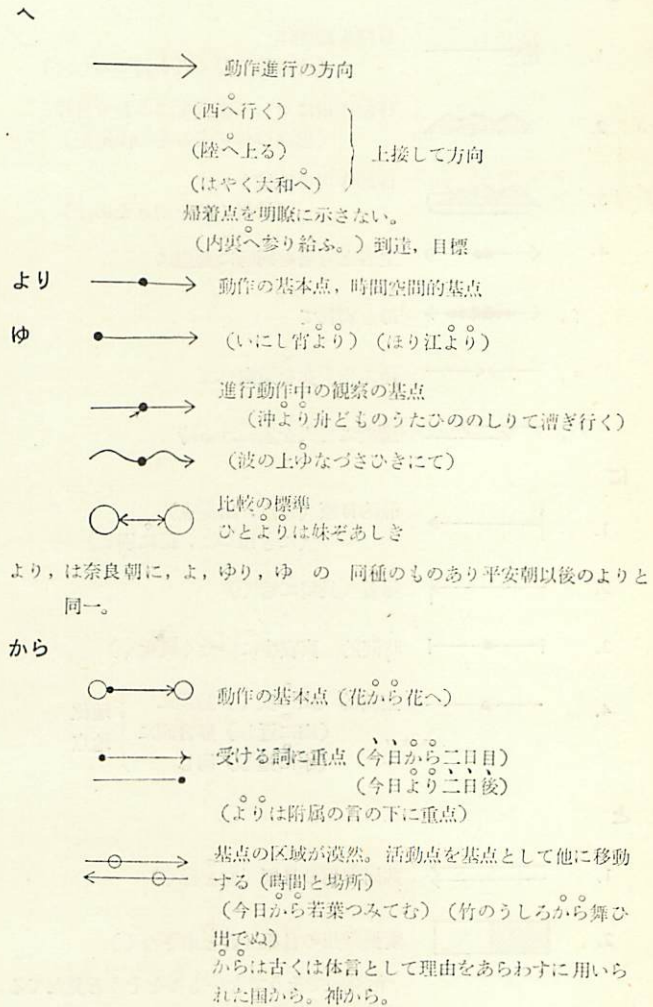 へ
動作進行の方向
(西へ行く)
(陸へ上る) 上接して方向
(はやく大和へ)
帰着点を明瞭に示さない。
(内裏へ参り給ふ。)到達,目標
より 動作の基本点,時間空間的基点
ゆ (いにし宵より)(ほり江より)
進行動作中の観察の基点
(沖より舟どものうたひののしりて漕ぎ行く)
(波の上ゆなづさひきにて)
比較の標準
ひとよりは妹ぞあしき
より,は奈良朝に,よ,ゆり,ゆ の 同種のものあり平安朝以後のよりと
同一。
から
動作の基本点(花から花へ)
受ける詞に重点(今日から二日目)
(今日より二日後)
(よりは附属の言の下に重点)
基点の区域が漠然。活動点を基点として他に移動
する(時間と場所)
(今日から若葉つみてむ)(竹のうしろから舞ひ
出でぬ)
からは古くは体言として理由をあらわすに用いら
れた国から。神から。